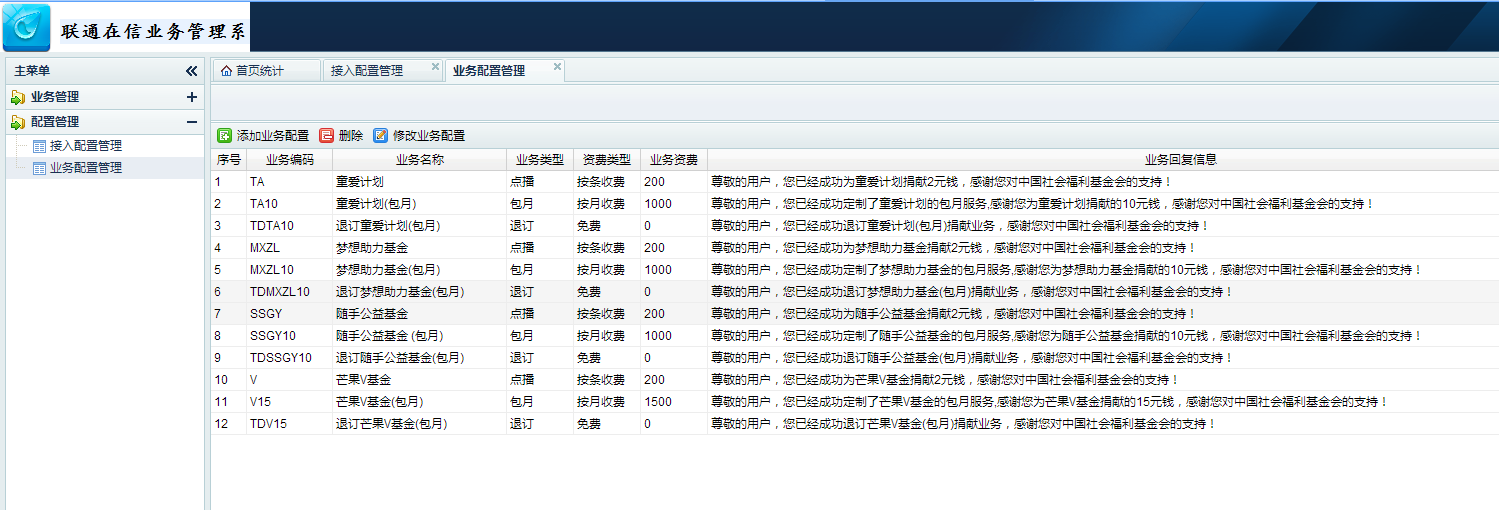 联通在信业务管理系
主菜单
业务管理
配置管理
接入配置管理
业务配置管理
首页统计 接入配置管理 业务配置管理
添加业务配置 删除 修改业务配置
序号 业务编码 业务名称 业务类型 资费类型 业务资费 业务回复信息
1 TA 童爱计划 点播 按条收费 200 尊敬的用户，您已经成功为童爱计划捐献2元钱，感谢您对中国社会福利基金会的支持！
2 TA10 童爱计划(包月) 包月 按月收费 1000 尊敬的用户，您已经成功定制了童爱计划的包月服务,感谢您为童爱计划捐献的10元钱，感谢您对中国社会福利基金会的支持！
3 TDTA10 退订童爱计划(包月) 退订 免费 0 尊敬的用户，您已经成功退订童爱计划(包月)捐献业务，感谢您对中国社会福利基金会的支持！
4 MXZL 梦想助力基金 点播 按条收费 200 尊敬的用户，您已经成功为梦想助力基金捐献2元钱，感谢您对中国社会福利基金会的支持！
5 MXZL10 梦想助力基金(包月) 包月 按月收费 1000 尊敬的用户，您已经成功定制了梦想助力基金的包月服务,感谢您为梦想助力基金捐献的10元钱，感谢您对中国社会福利基金会的支持！
6 TDMXZL10 退订梦想助力基金(包月) 退订 免费 0 尊敬的用户，您已经成功退订梦想助力基金(包月)捐献业务，感谢您对中国社会福利基金会的支持！
7 SSGY 随手公益基金 点播 按条收费 200 尊敬的用户，您已经成功为随手公益基金捐献2元钱，感谢您对中国社会福利基金会的支持！
8 SSGY10 随手公益基金 (包月) 包月 按月收费 1000 尊敬的用户，您已经成功定制了随手公益基金的包月服务,感谢您为随手公益基金捐献的10元钱，感谢您对中国社会福利基金会的支持！
9 TDSSGY10 退订随手公益基金(包月) 退订 免费 0 尊敬的用户，您已经成功退订随手公益基金(包月)捐献业务，感谢您对中国社会福利基金会的支持！
10 V 芒果V基金 点播 按条收费 200 尊敬的用户，您已经成功为芒果V基金捐献2元钱，感谢您对中国社会福利基金会的支持！
11 V15 芒果V基金(包月) 包月 按月收费 1500 尊敬的用户，您已经成功定制了芒果V基金的包月服务,感谢您为芒果V基金捐献的15元钱，感谢您对中国社会福利基金会的支持！
12 TDV15 退订芒果V基金(包月) 退订 免费 0 尊敬的用户，您已经成功退订芒果V基金(包月)捐献业务，感谢您对中国社会福利基金会的支持！